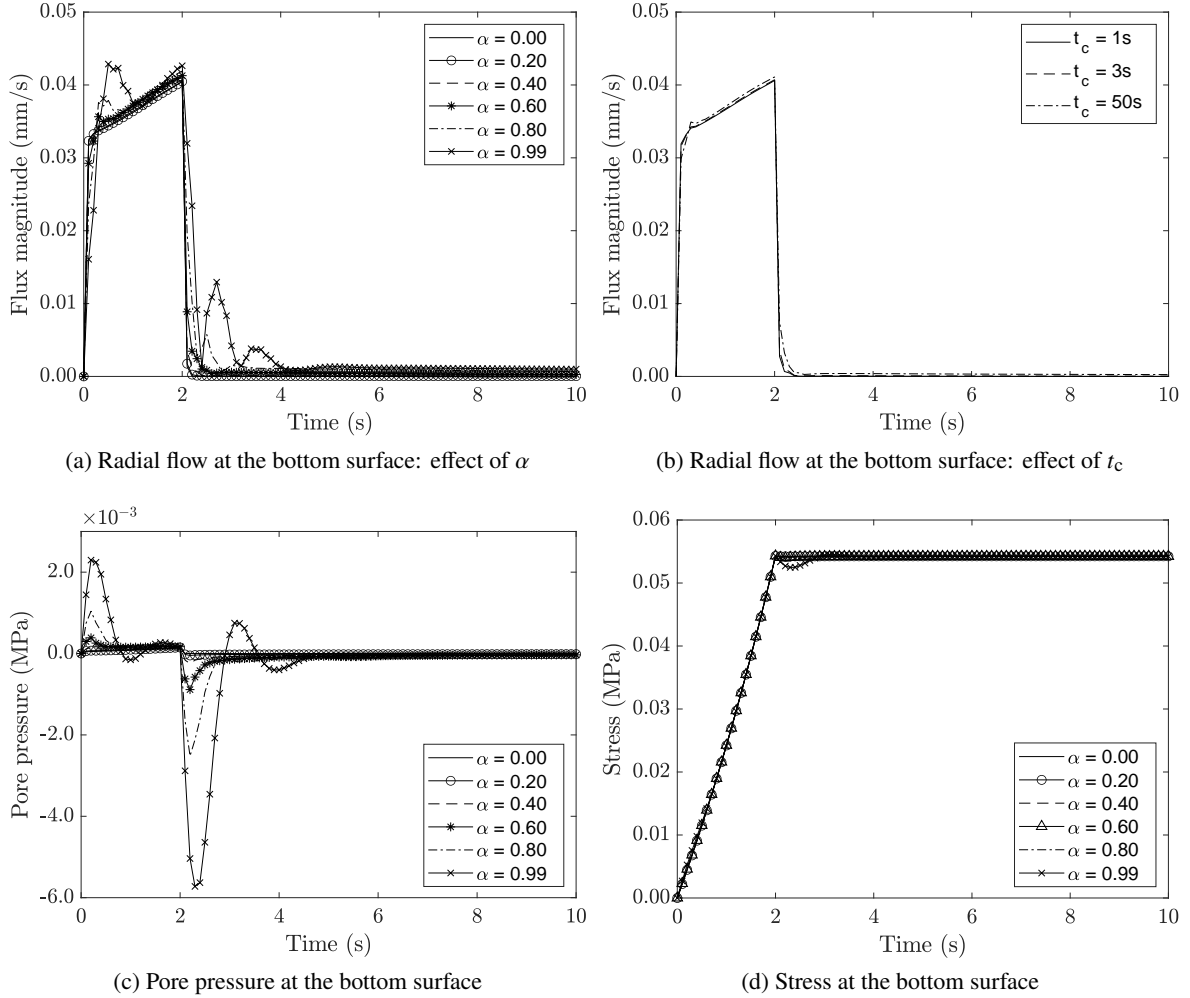 0.05
0.04
0.03
0.02
0.01
0.00
Flux magnitude (mm/s)
0 2 4 6 8 10
Time (s)
α = 0.00
α = 0.20
α = 0.40
α = 0.60
α = 0.80
α = 0.99
(a) Radial flow at the bottom surface: effect of α
0.05
0.04
0.03
0.02
0.01
0.00
Flux magnitude (mm/s)
0 2 4 6 8 10
Time (s)
t_c = 1s
t_c = 3s
t_c = 50s
(b) Radial flow at the bottom surface: effect of t_c
×10⁻³
2.0
0.0
-2.0
-4.0
-6.0
Pore pressure (MPa)
0 2 4 6 8 10
Time (s)
α = 0.00
α = 0.20
α = 0.40
α = 0.60
α = 0.80
α = 0.99
(c) Pore pressure at the bottom surface
0.06
0.05
0.04
0.03
0.02
0.01
0.00
Stress (MPa)
0 2 4 6 8 10
Time (s)
α = 0.00
α = 0.20
α = 0.40
α = 0.60
α = 0.80
α = 0.99
(d) Stress at the bottom surface